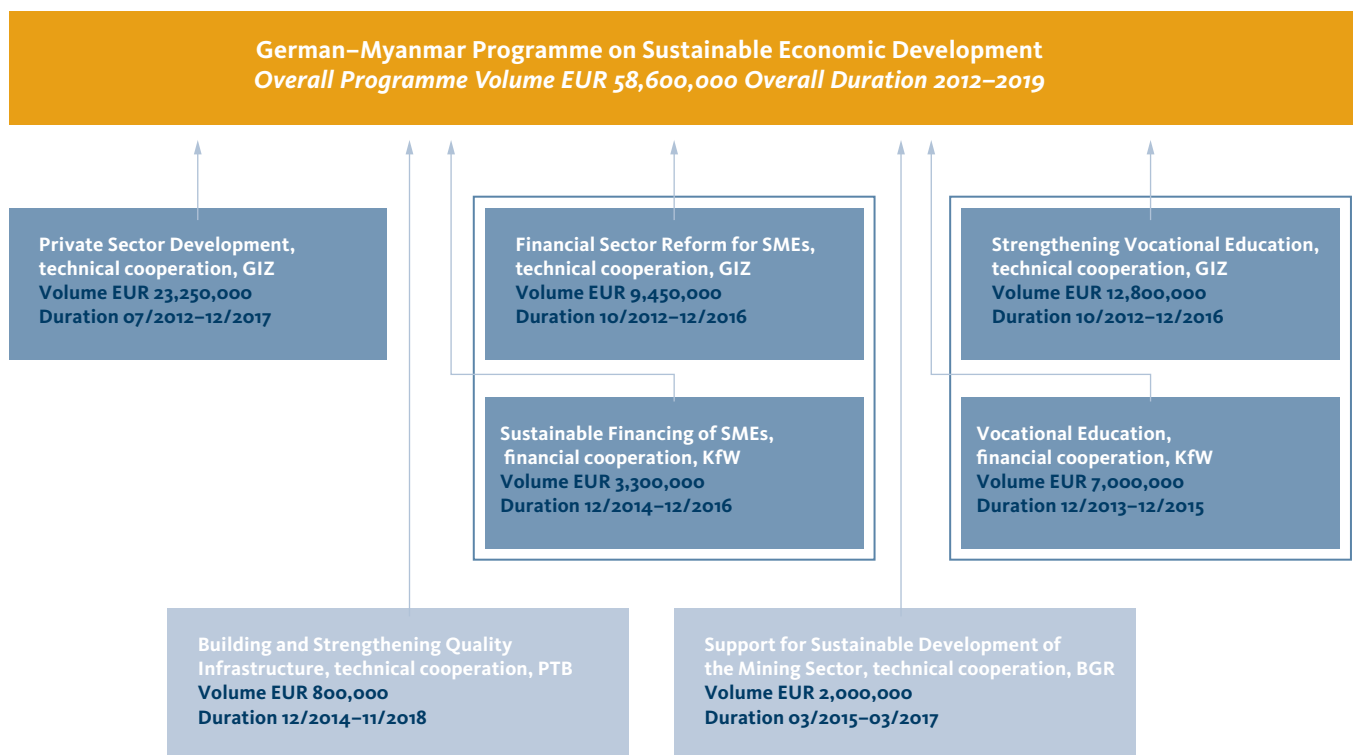 German–Myanmar Programme on Sustainable Economic Development
Overall Programme Volume EUR 58,600,000 Overall Duration 2012–2019
Private Sector Development,
technical cooperation, GIZ
Volume EUR 23,250,000
Duration 07/2012–12/2017
Financial Sector Reform for SMEs,
technical cooperation, GIZ
Volume EUR 9,450,000
Duration 10/2012–12/2016
Strengthening Vocational Education,
technical cooperation, GIZ
Volume EUR 12,800,000
Duration 10/2012–12/2016
Sustainable Financing of SMEs,
financial cooperation, KfW
Volume EUR 3,300,000
Duration 12/2014–12/2016
Vocational Education,
financial cooperation, KfW
Volume EUR 7,000,000
Duration 12/2013–12/2015
Building and Strengthening Quality
Infrastructure, technical cooperation, PTB
Volume EUR 800,000
Duration 12/2014–11/2018
Support for Sustainable Development of
the Mining Sector, technical cooperation, BGR
Volume EUR 2,000,000
Duration 03/2015–03/2017